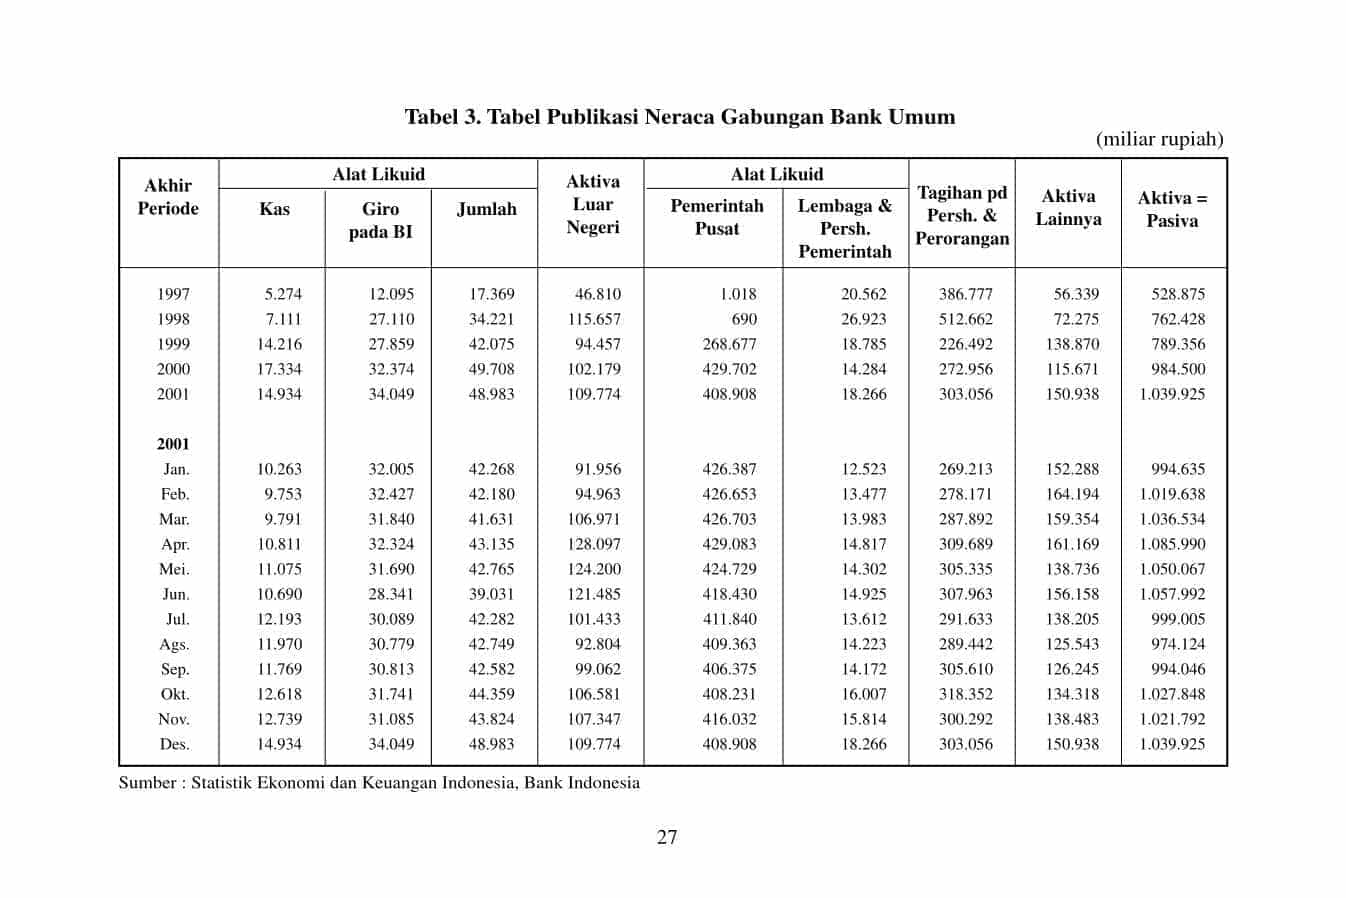 Tabel 3. Tabel Publikasi Neraca Gabungan Bank Umum
(miliar rupiah)
Akhir Periode Alat Likuid Aktiva Luar Negeri Alat Likuid Tagihan pd Persh. & Perorangan Aktiva Lainnya Aktiva = Pasiva
Kas Giro pada BI Jumlah Pemerintah Pusat Lembaga & Persh. Pemerintah
1997 5.274 12.095 17.369 46.810 1.018 20.562 386.777 56.339 528.875
1998 7.111 27.110 34.221 115.657 690 26.923 512.662 72.275 762.428
1999 14.216 27.859 42.075 94.457 268.677 18.785 226.492 138.870 789.356
2000 17.334 32.374 49.708 102.179 429.702 14.284 272.956 115.671 984.500
2001 14.934 34.049 48.983 109.774 408.908 18.266 303.056 150.938 1.039.925
2001
Jan. 10.263 32.005 42.268 91.956 426.387 12.523 269.213 152.288 994.635
Feb. 9.753 32.427 42.180 94.963 426.653 13.477 278.171 164.194 1.019.638
Mar. 9.791 31.840 41.631 106.971 426.703 13.983 287.892 159.354 1.036.534
Apr. 10.811 32.324 43.135 128.097 429.083 14.817 309.689 161.169 1.085.990
Mei. 11.075 31.690 42.765 124.200 424.729 14.302 305.335 138.736 1.050.067
Jun. 10.690 28.341 39.031 121.485 418.430 14.925 307.963 156.158 1.057.992
Jul. 12.193 30.089 42.282 101.433 411.840 13.612 291.633 138.205 999.005
Ags. 11.970 30.779 42.749 92.804 409.363 14.223 289.442 125.543 974.124
Sep. 11.769 30.813 42.582 99.062 406.375 14.172 305.610 126.245 994.046
Okt. 12.618 31.741 44.359 106.581 408.231 16.007 318.352 134.318 1.027.848
Nov. 12.739 31.085 43.824 107.347 416.032 15.814 300.292 138.483 1.021.792
Des. 14.934 34.049 48.983 109.774 408.908 18.266 303.056 150.938 1.039.925
Sumber : Statistik Ekonomi dan Keuangan Indonesia, Bank Indonesia
27